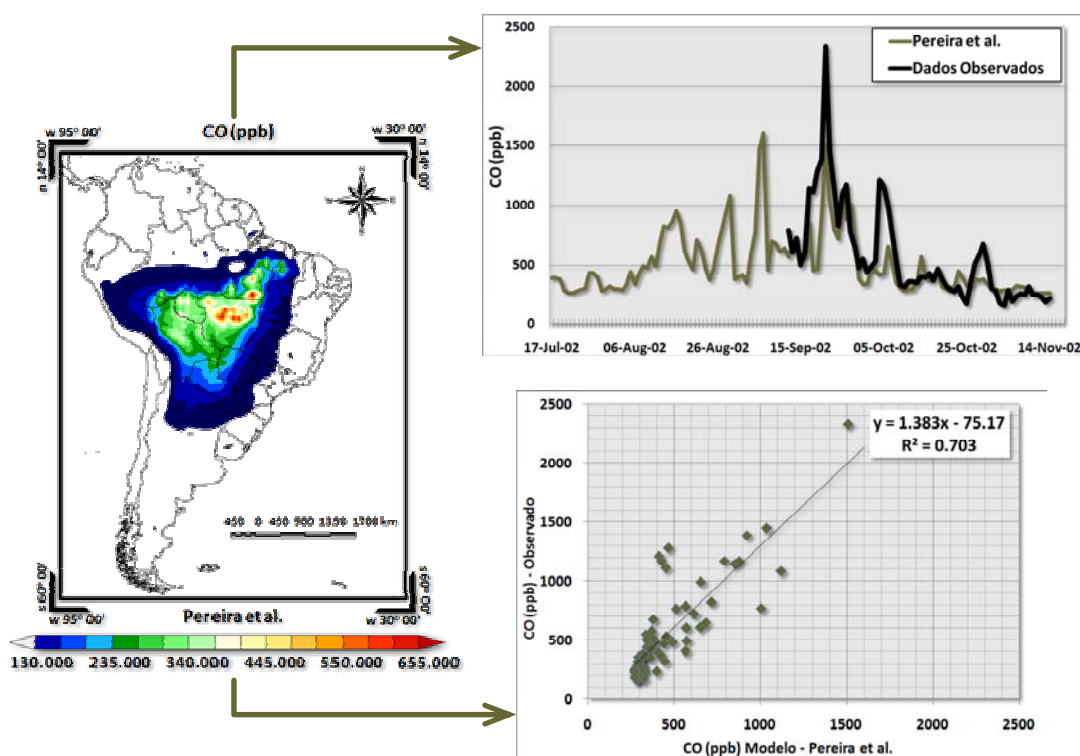 CO (ppb)
w 95° 00'
w 30° 00'
n 14° 00'
n 14° 00'
450 0 450 900 1150 1700 km
s 60° 00'
s 60° 00'
w 95° 00'
w 30° 00'
Pereira et al.
130.000 235.000 340.000 445.000 550.000 655.000
Pereira et al.
Dados Observados
CO (ppb)
2500
2000
1500
1000
500
0
17-Jul-02 06-Aug-02 26-Aug-02 15-Sep-02 05-Oct-02 25-Oct-02 14-Nov-02
y = 1.383x - 75.17
R² = 0.703
CO (ppb) - Observado
2500
2000
1500
1000
500
0
0 500 1000 1500 2000 2500
CO (ppb) Modelo - Pereira et al.